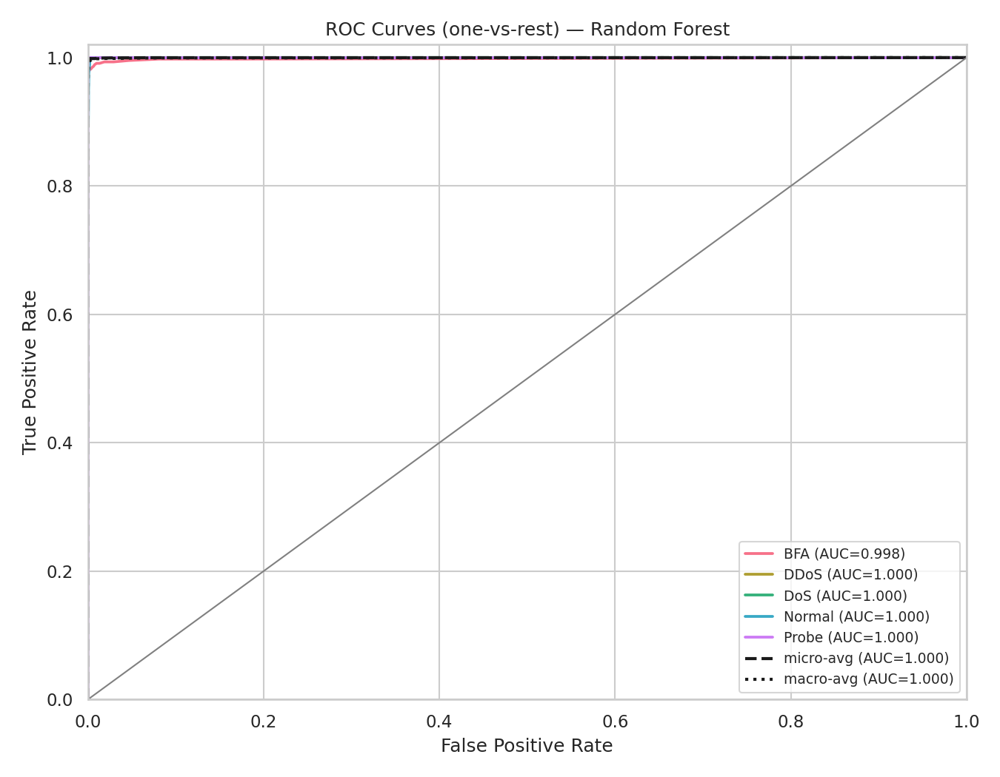 ROC Curves (one-vs-rest) — Random Forest
1.0
0.8
0.6
0.4
0.2
0.0
True Positive Rate
0.0 0.2 0.4 0.6 0.8 1.0
False Positive Rate
BFA (AUC=0.998)
DDoS (AUC=1.000)
DoS (AUC=1.000)
Normal (AUC=1.000)
Probe (AUC=1.000)
micro-avg (AUC=1.000)
macro-avg (AUC=1.000)